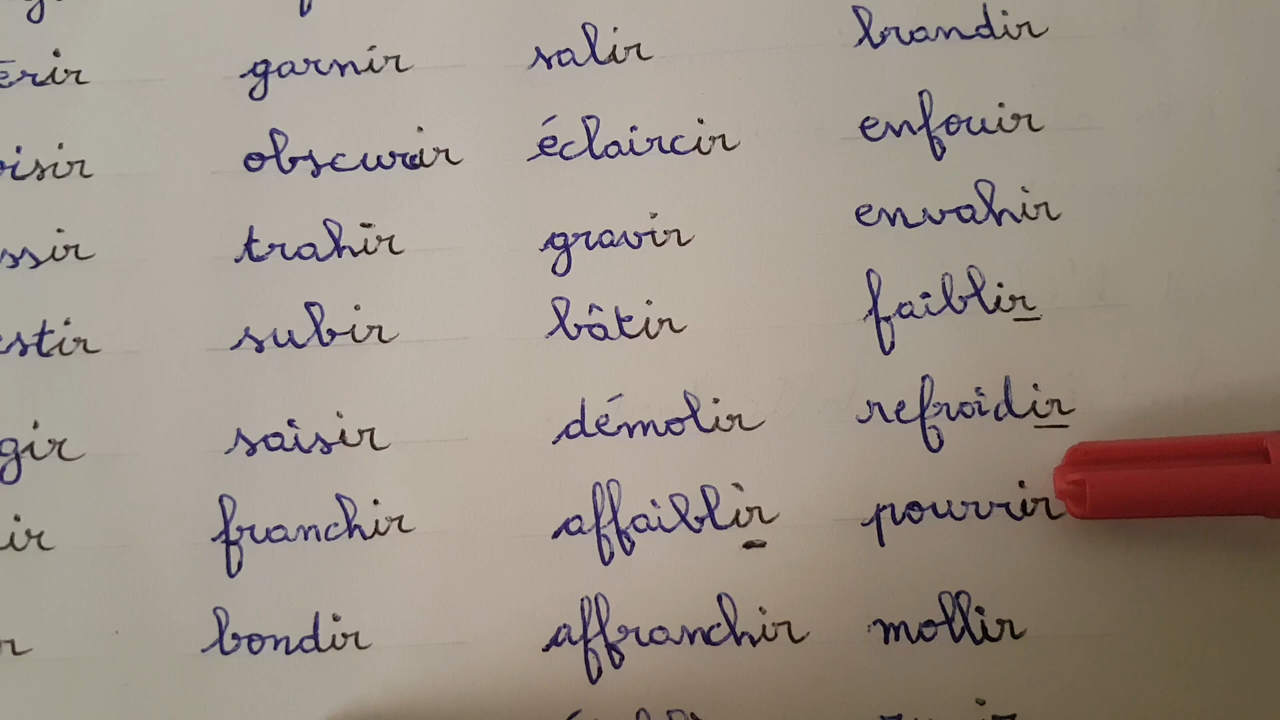 garnir salir brandir
obscurir éclaircir enfouir
trahir gravir envahir
subir bâtir faiblir
saisir démolir refroidir
franchir affaiblir pourrir
bondir affranchir mollir